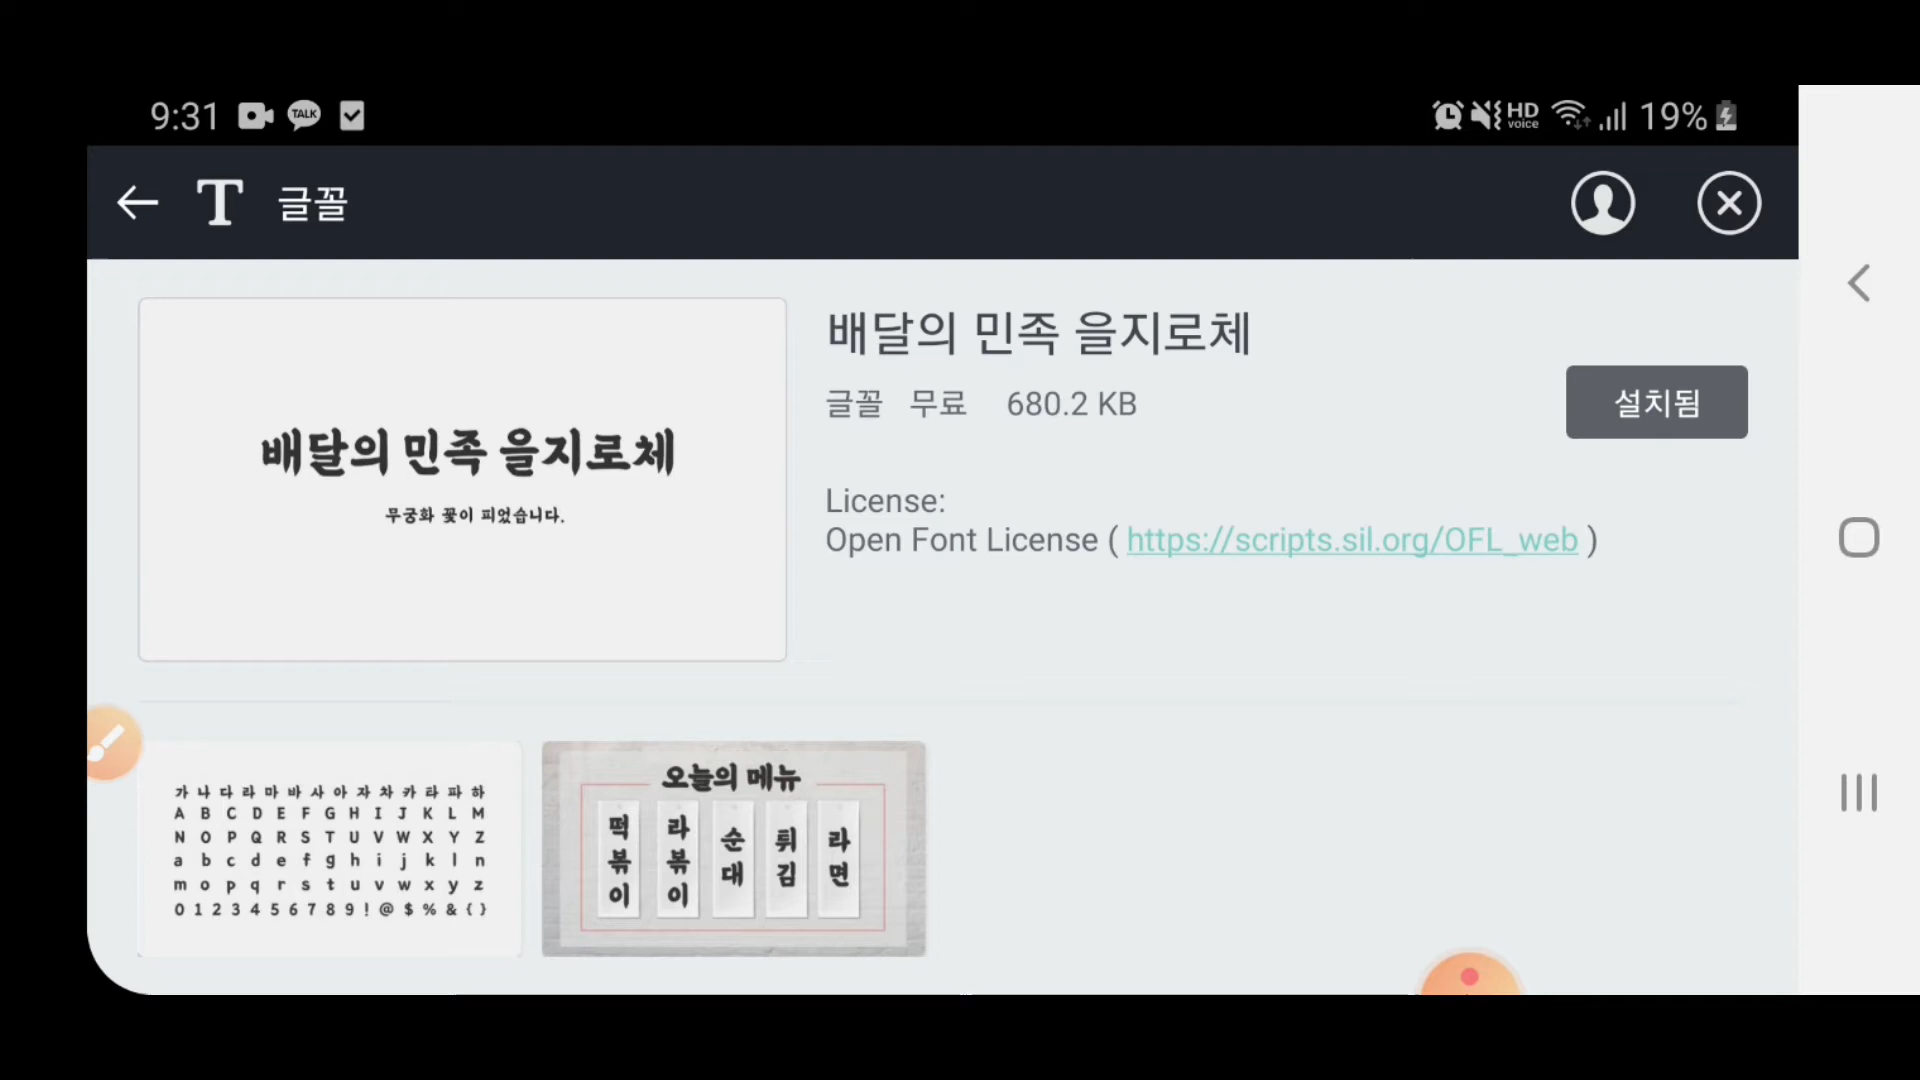 9:31 TALK HD voice 19%
T 글꼴
배달의 민족 을지로체
무궁화 꽃이 피었습니다.
배달의 민족 을지로체
글꼴 무료 680.2 KB
설치됨
License:
Open Font License ( https://scripts.sil.org/OFL_web )
가 나 다 라 마 바 사 아 자 차 카 타 파 하
A B C D E F G H I J K L M
N O P Q R S T U V W X Y Z
a b c d e f g h i j k l n
m o p q r s t u v w x y z
0 1 2 3 4 5 6 7 8 9 ! @ $ % & { }
오늘의 메뉴
떡볶이
라볶이
순대
튀김
라면